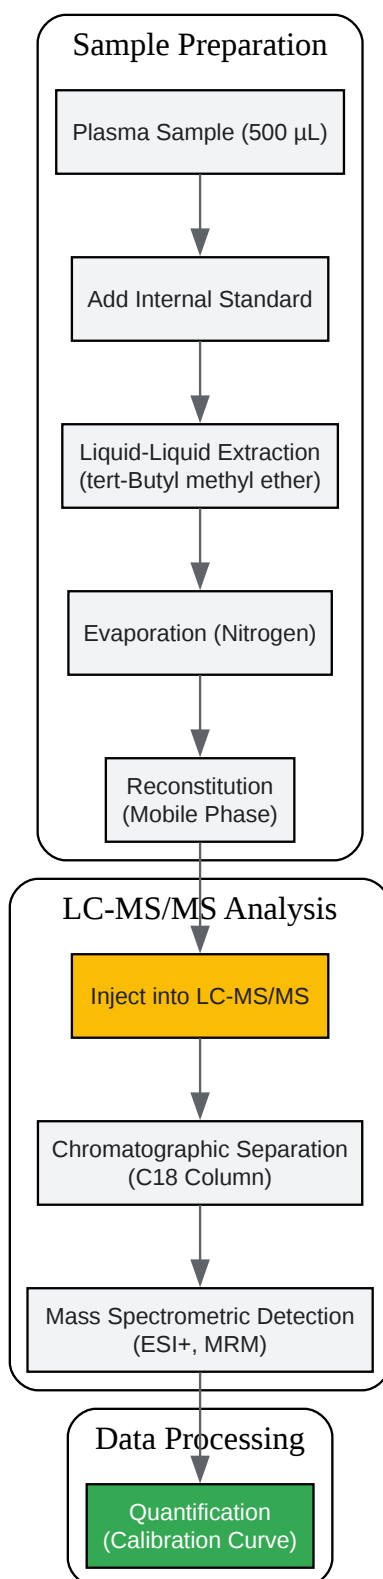 Sample Preparation
Plasma Sample (500 µL)
Add Internal Standard
Liquid-Liquid Extraction
(tert-Butyl methyl ether)
Evaporation (Nitrogen)
Reconstitution
(Mobile Phase)
LC-MS/MS Analysis
Inject into LC-MS/MS
Chromatographic Separation
(C18 Column)
Mass Spectrometric Detection
(ESI+, MRM)
Data Processing
Quantification
(Calibration Curve)